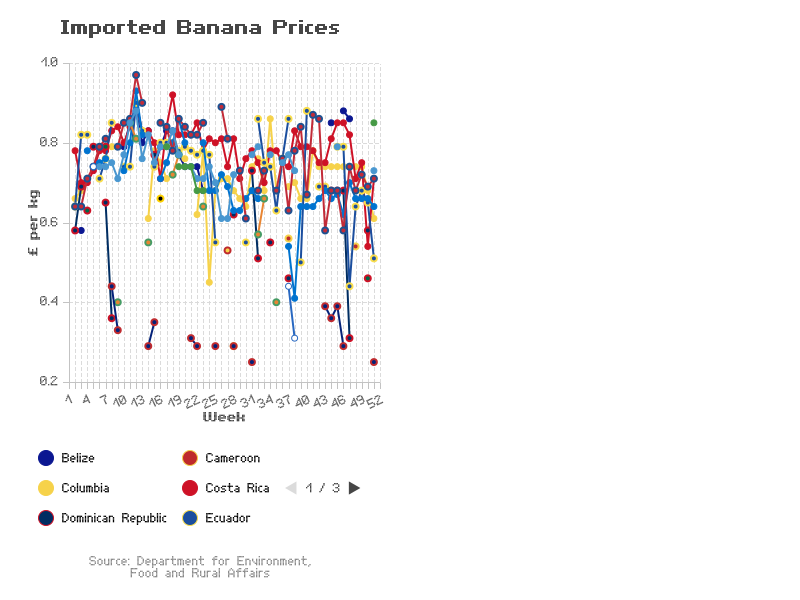 Imported Banana Prices
£ per kg
1.0
0.8
0.6
0.4
0.2
1 4 7 10 13 16 19 22 25 28 31 34 37 40 43 46 49 52
Week
Belize
Cameroon
Columbia
Costa Rica
1 / 3
Dominican Republic
Ecuador
Source: Department for Environment,
Food and Rural Affairs